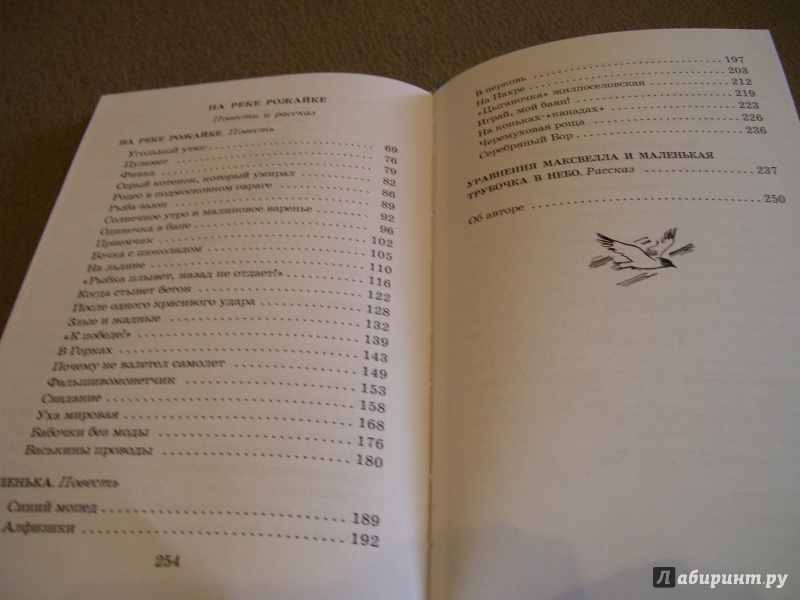 НА РЕКЕ РОЖАЙКЕ
Повести и рассказ
НА РЕКЕ РОЖАЙКЕ. Повесть
Угольный утюг 69
Пулемет 76
Финка 79
Серый котенок, который умирал 82
Родео в подмосковном овраге 86
Рыба-вьюн 89
Солнечное утро и малиновое варенье 92
Одиночка в бане 96
Приемчик 102
Бочка с шоколадом 105
На льдине 110
«Рыбка плывет, назад не отдает!» 116
Когда стынет бетон 122
После одного красивого удара 128
Злые и жадные 132
«К победе!» 139
В Горках 143
Почему не взлетел самолет 149
Фальшивомонетчик 153
Свидание 158
Уха мировая 168
Бабочки без моды 176
Васькины проводы 180
ЛЕНЬКА. Повесть
Синий мопед 189
Алфизики 192
254
В церковь 197
На Пахре 203
«Цыганочка» жилпоселовская 212
Играй, мой баян! 219
На коньках-«канадах» 223
Черемуховая роща 226
Серебряный Бор 236
УРАВНЕНИЯ МАКСВЕЛЛА И МАЛЕНЬКАЯ
ТРУБОЧКА В НЕБО. Рассказ 237
Об авторе 250
Лабиринт.ру